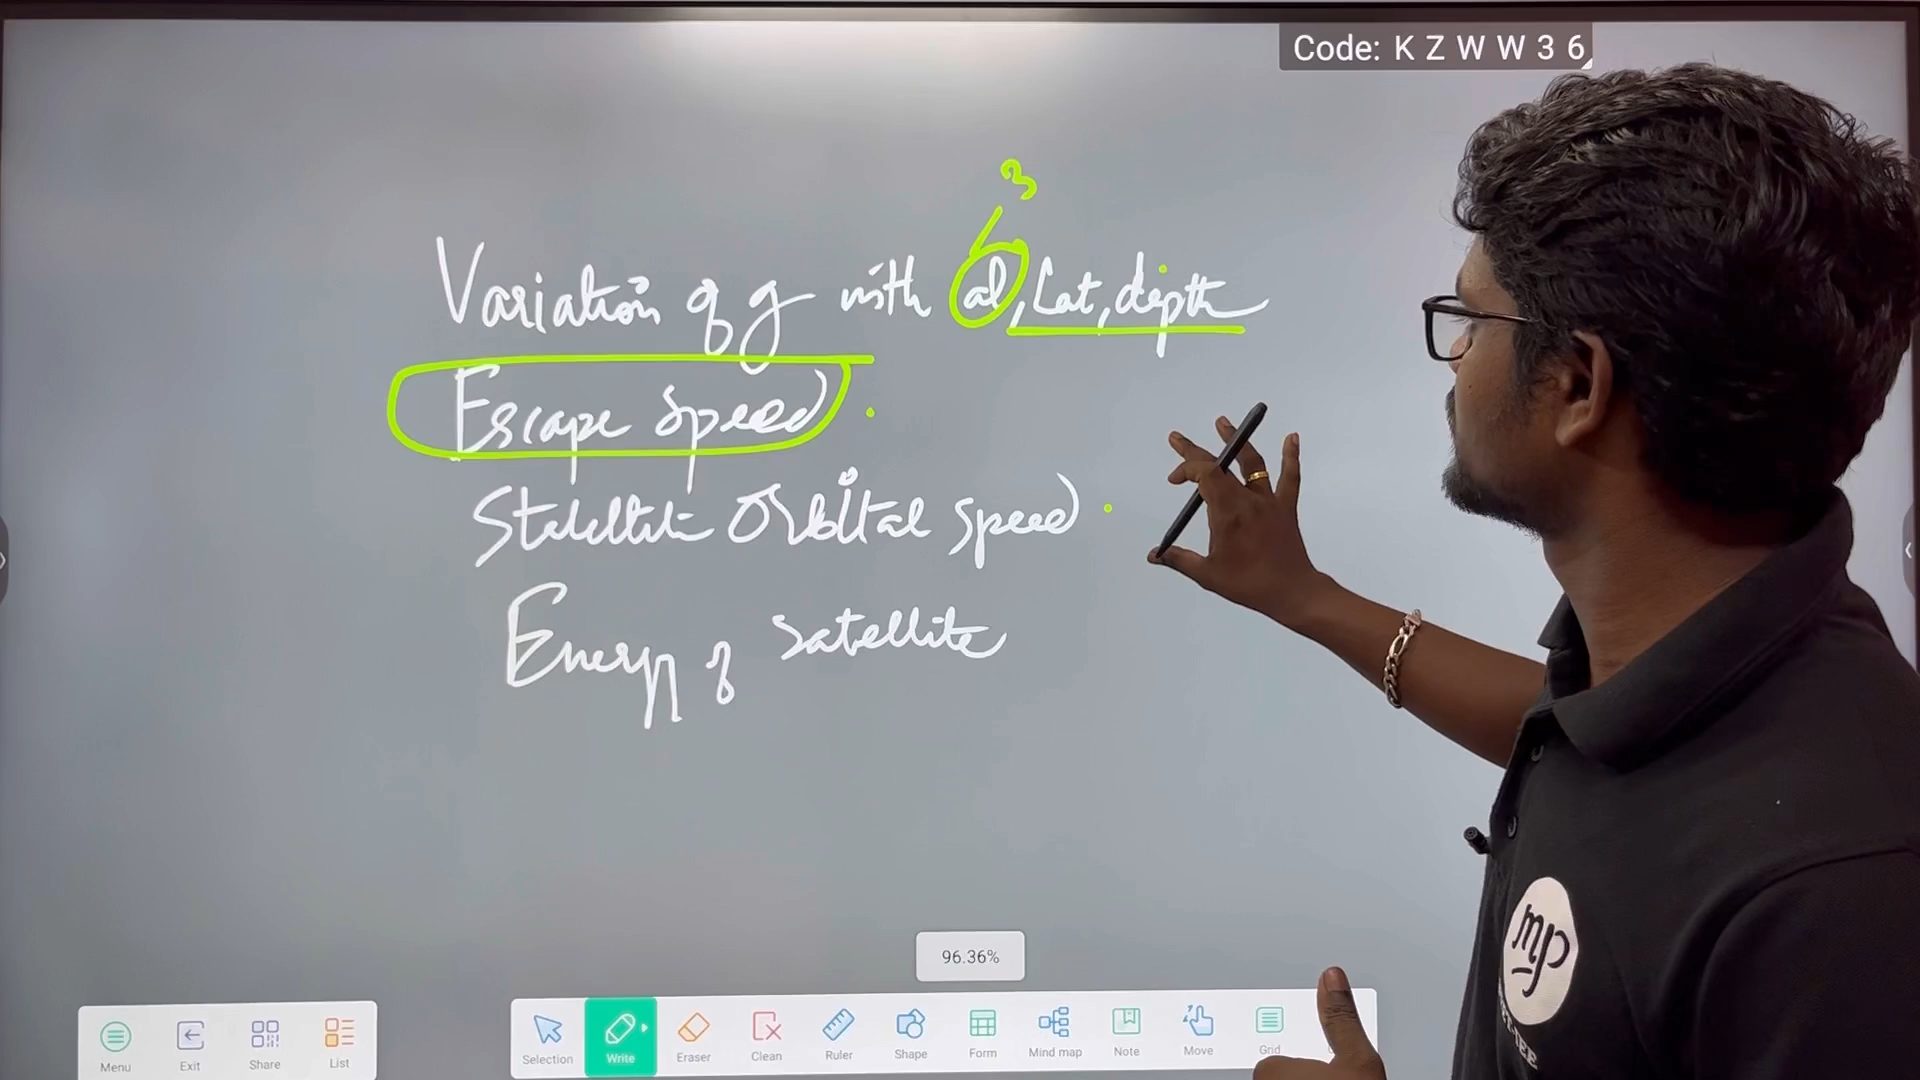 Code: K Z W W 3 6
3
Variation of g with al, Lat, depth
Escape Speed
Orbital Speed
Energy of Satellite
96.36%
Menu Exit Share List
Selection Write Eraser Clean Ruler Shape Form Mind map Note Move Grid
mp